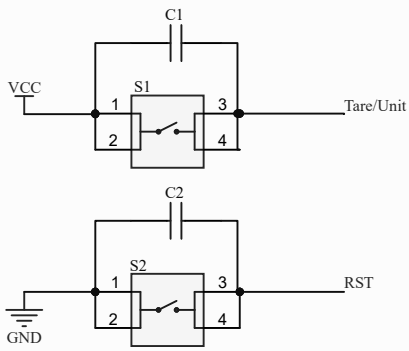 C1
VCC
S1
1 3
Tare/Unit
2 4
C2
S2
1 3
RST
2 4
GND